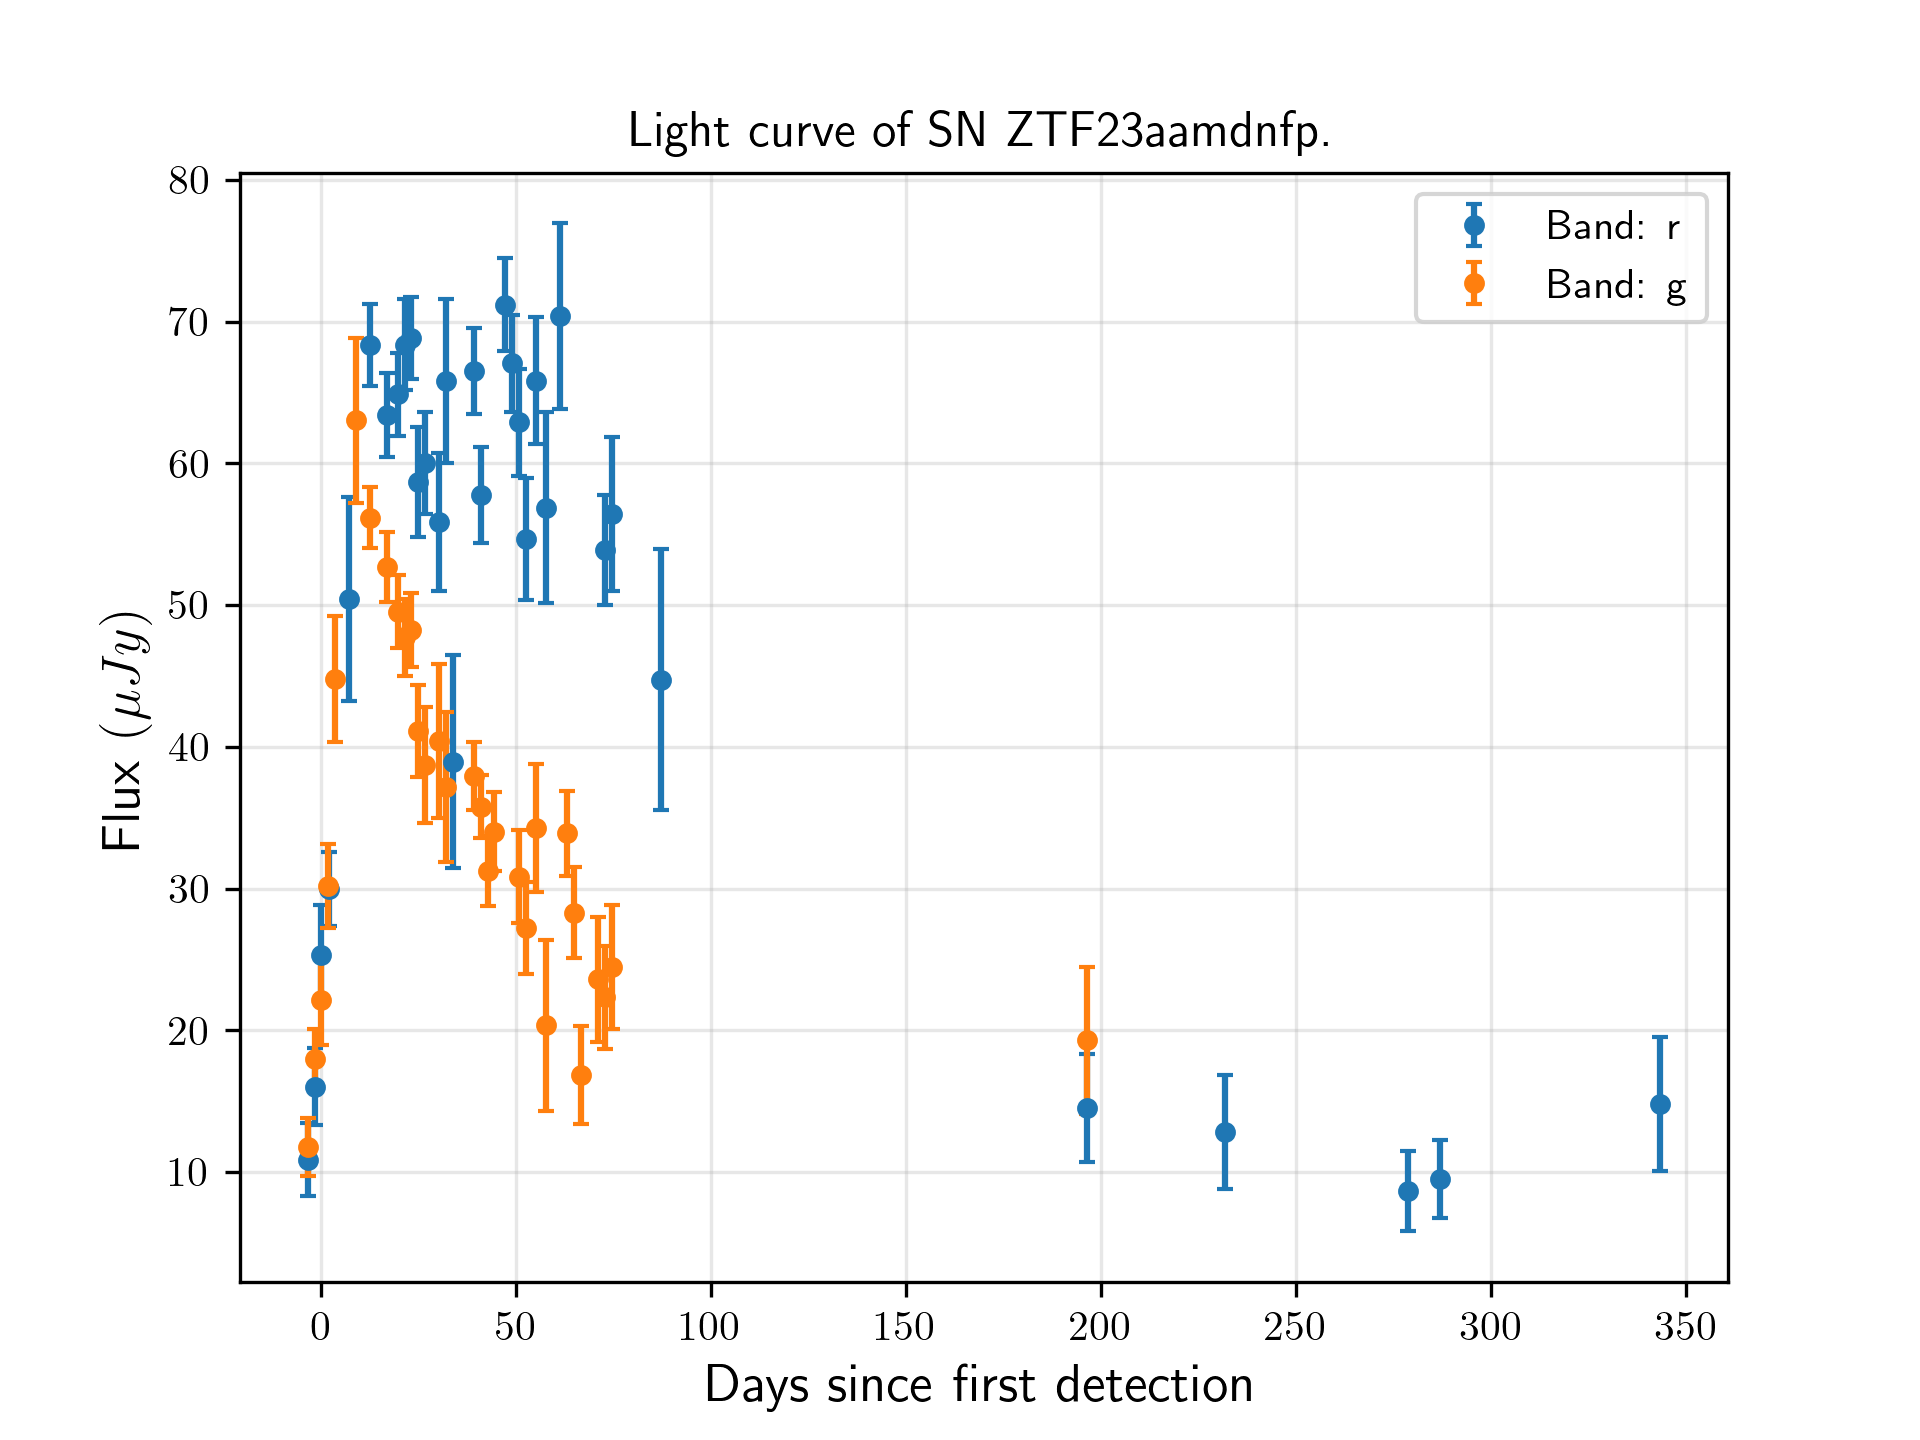 Light curve of SN ZTF23aamdnfp.
Band: r
Band: g
80
70
60
50
40
30
20
10
Flux (μJy)
0 50 100 150 200 250 300 350
Days since first detection